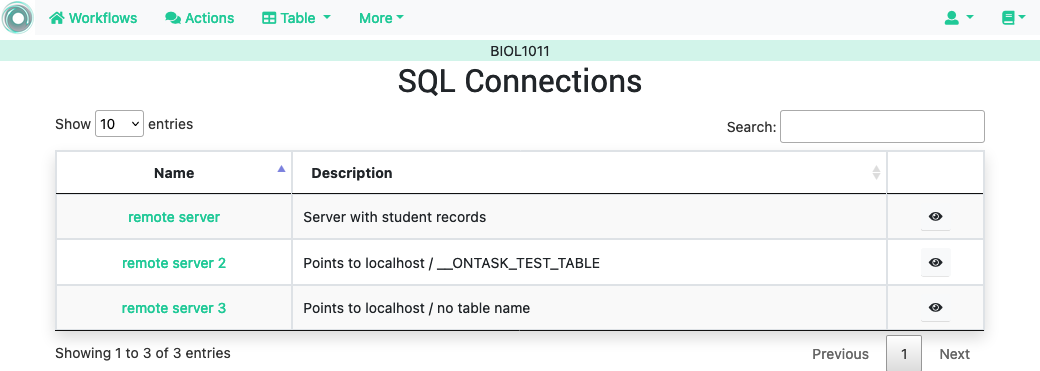 Workflows Actions Table More
BIOL1011
SQL Connections
Show 10 entries Search:
Name Description
remote server Server with student records
remote server 2 Points to localhost / __ONTASK_TEST_TABLE
remote server 3 Points to localhost / no table name
Showing 1 to 3 of 3 entries Previous 1 Next